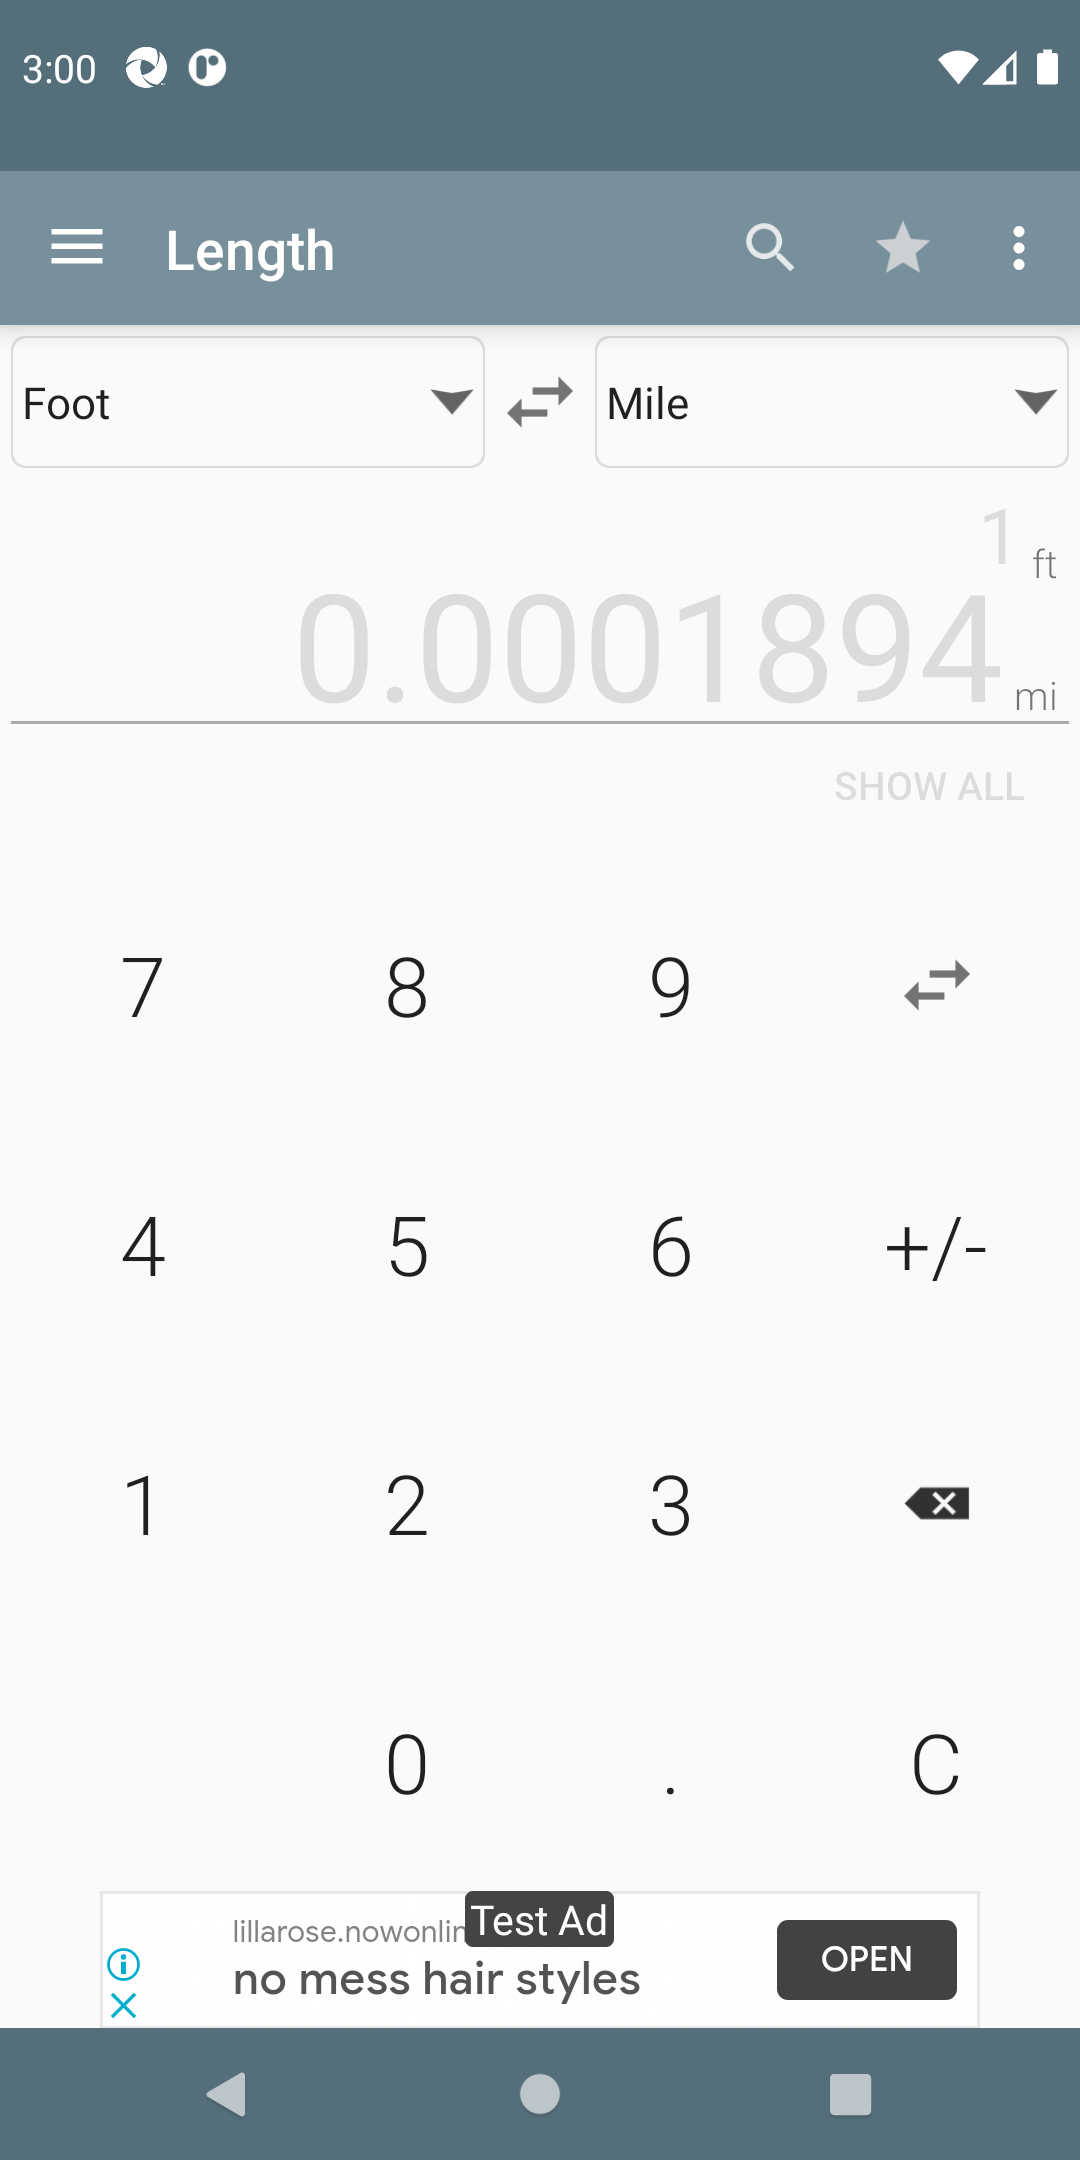 3:00
Length
Foot
Mile
1 ft
0.0001894 mi
SHOW ALL
7 8 9
4 5 6 +/-
1 2 3
0 . C
Test Ad
lillarose.nowonlin
no mess hair styles
OPEN